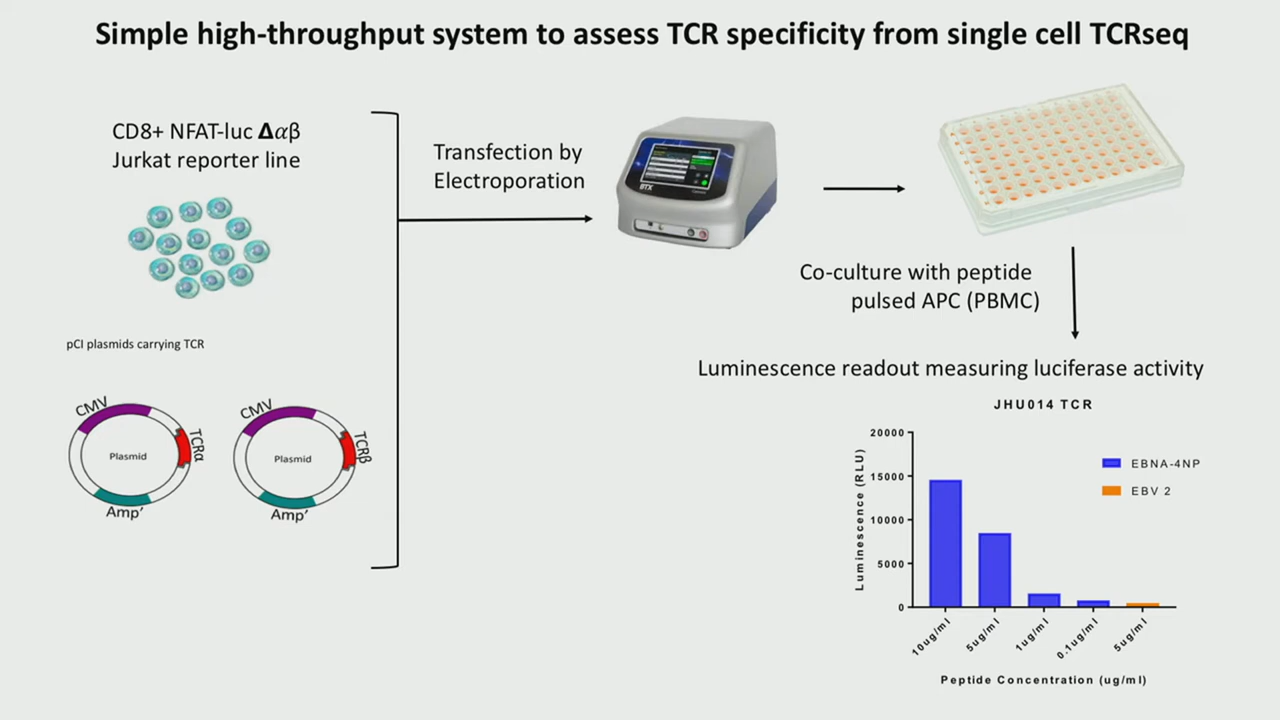 Simple high-throughput system to assess TCR specificity from single cell TCRseq
CD8+ NFAT-luc Δαβ
Jurkat reporter line
pCI plasmids carrying TCR
CMV
TCRα
Plasmid
Amp'
CMV
TCRβ
Plasmid
Amp'
Transfection by
Electroporation
BTX
Co-culture with peptide
pulsed APC (PBMC)
Luminescence readout measuring luciferase activity
JHU014 TCR
Luminescence (RLU)
20000
15000
10000
5000
0
EBNA-4NP
EBV 2
10ug/ml
5ug/ml
1ug/ml
0.1ug/ml
5ug/ml
Peptide Concentration (ug/ml)